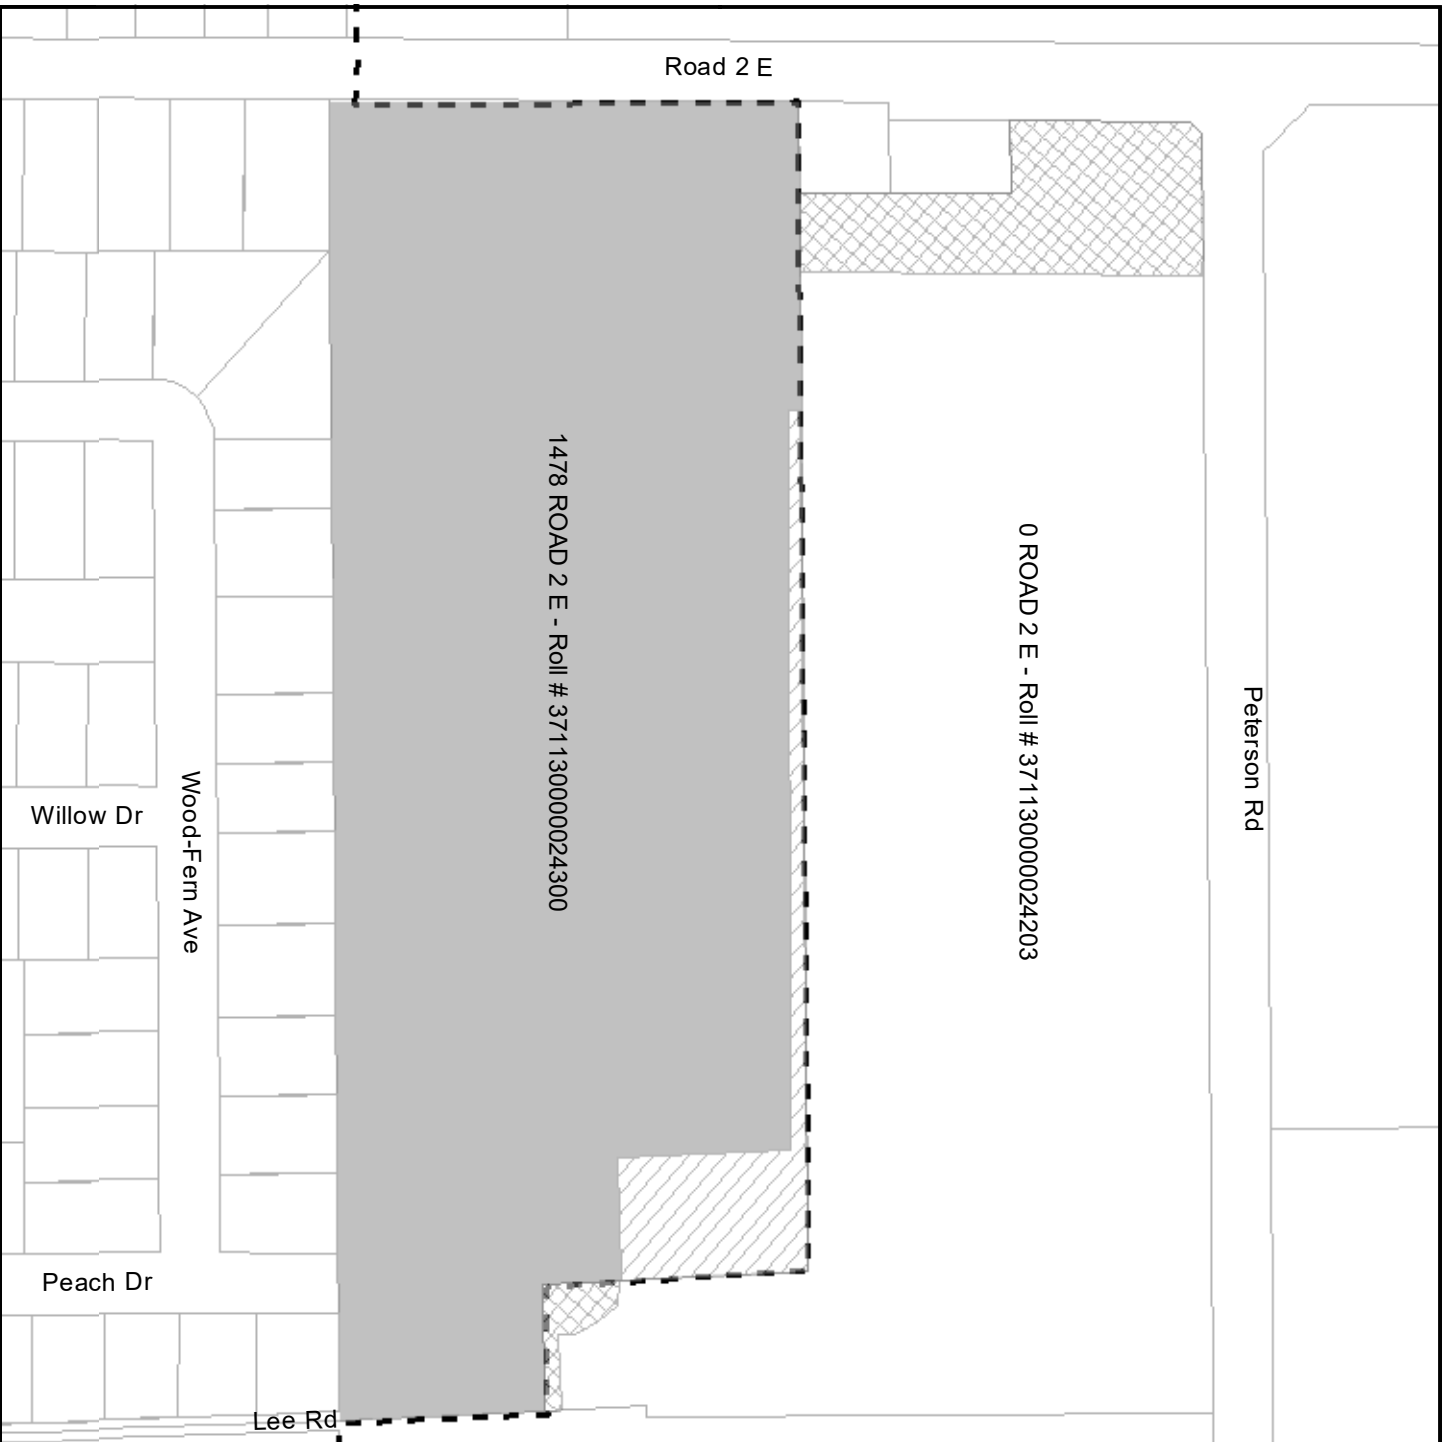 Road 2 E
1478 ROAD 2 E - Roll # 371130000024300
0 ROAD 2 E - Roll # 371130000024203
Peterson Rd
Wood-Fern Ave
Willow Dr
Peach Dr
Lee Rd